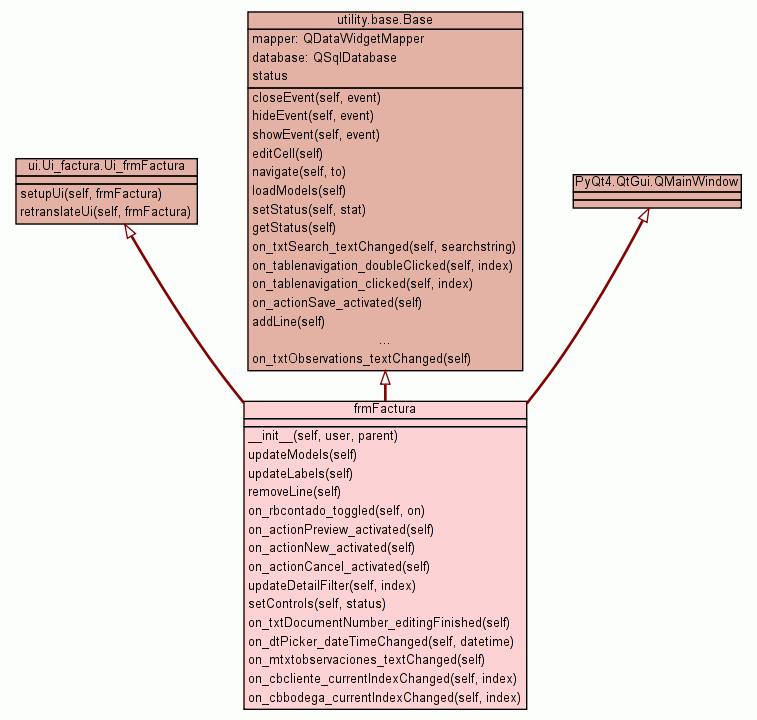 utility.base.Base
mapper: QDataWidgetMapper
database: QSqlDatabase
status
closeEvent(self, event)
hideEvent(self, event)
showEvent(self, event)
editCell(self)
navigate(self, to)
loadModels(self)
setStatus(self, stat)
getStatus(self)
on_txtSearch_textChanged(self, searchstring)
on_tablenavigation_doubleClicked(self, index)
on_tablenavigation_clicked(self, index)
on_actionSave_activated(self)
addLine(self)
...
on_txtObservations_textChanged(self)
ui.Ui_factura.Ui_frmFactura
setupUi(self, frmFactura)
retranslateUi(self, frmFactura)
PyQt4.QtGui.QMainWindow
frmFactura
__init__(self, user, parent)
updateModels(self)
updateLabels(self)
removeLine(self)
on_rbcontado_toggled(self, on)
on_actionPreview_activated(self)
on_actionNew_activated(self)
on_actionCancel_activated(self)
updateDetailFilter(self, index)
setControls(self, status)
on_txtDocumentNumber_editingFinished(self)
on_dtPicker_dateTimeChanged(self, datetime)
on_mtxtobservaciones_textChanged(self)
on_cbcliente_currentIndexChanged(self, index)
on_cbbodega_currentIndexChanged(self, index)